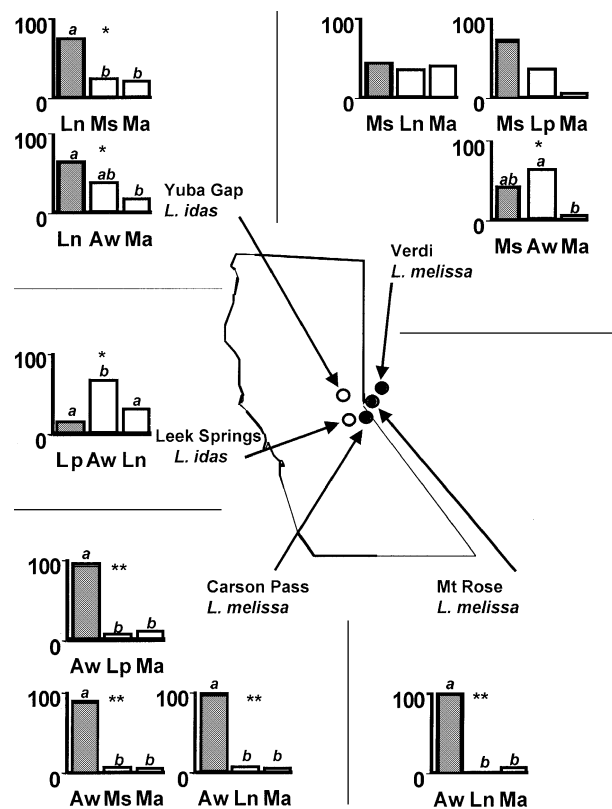 100
a
*
b
b
0
Ln Ms Ma
100
a
*
ab
b
0
Ln Aw Ma
100
0
Ms Ln Ma
100
0
Ms Lp Ma
100
*
ab
a
b
0
Ms Aw Ma
Yuba Gap
L. idas
Verdi
L. melissa
100
*
a
b
a
0
Lp Aw Ln
Leek Springs
L. idas
Carson Pass
L. melissa
Mt Rose
L. melissa
100
a
**
b
b
0
Aw Lp Ma
100
a
**
b
b
0
Aw Ms Ma
100
a
**
b
b
0
Aw Ln Ma
100
a
**
b
b
0
Aw Ln Ma